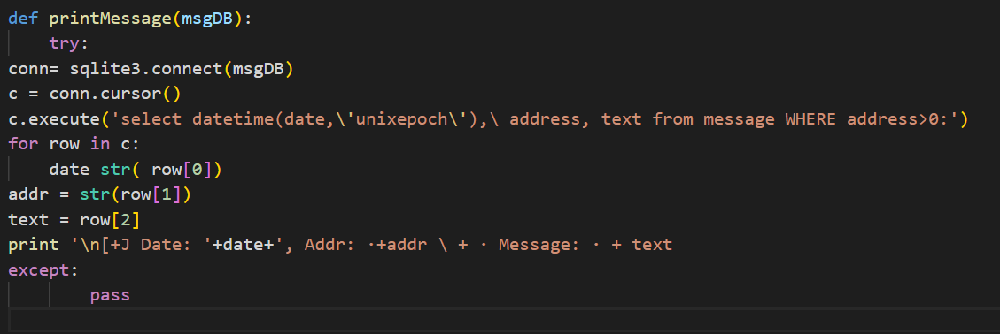 def printMessage(msgDB):
    try:
conn= sqlite3.connect(msgDB)
c = conn.cursor()
c.execute('select datetime(date,\'unixepoch\'),\ address, text from message WHERE address>0:')
for row in c:
    date str( row[0])
addr = str(row[1])
text = row[2]
print '\n[+J Date: '+date+', Addr: ·+addr \ + · Message: · + text
except:
        pass